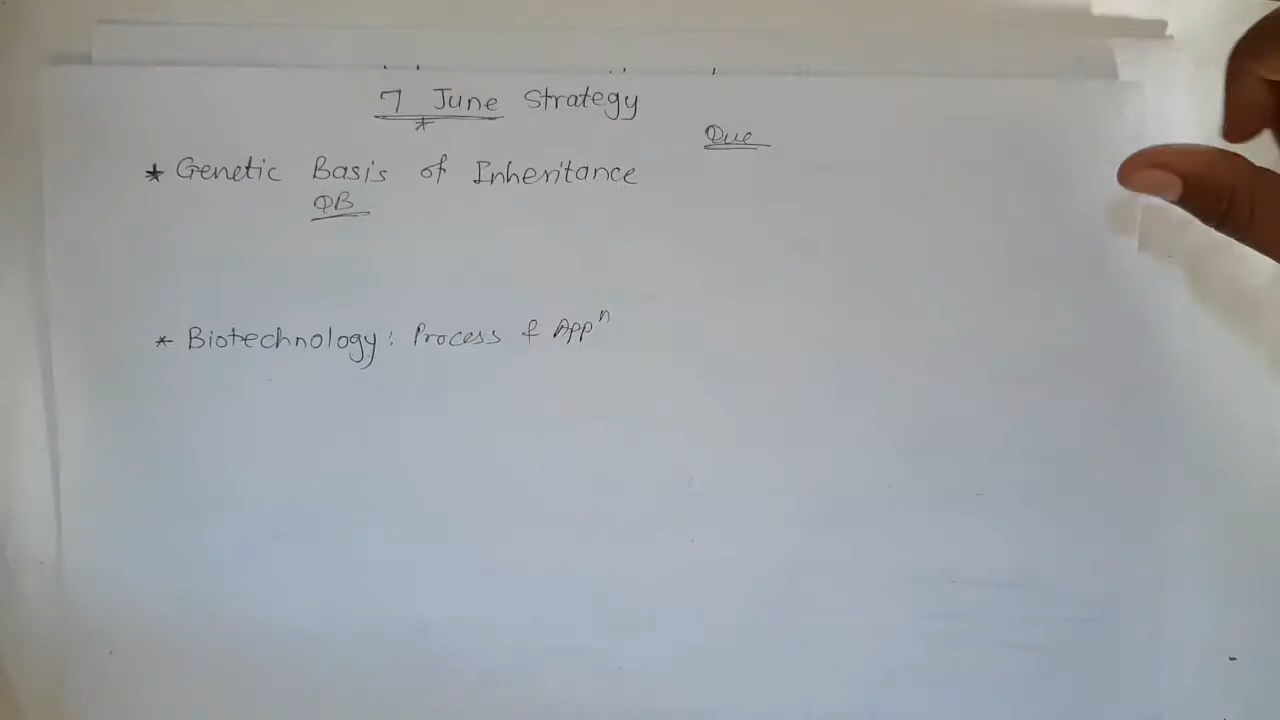 7 June Strategy
*
Que
* Genetic Basis of Inheritance
QB
* Biotechnology: Process & Appⁿ